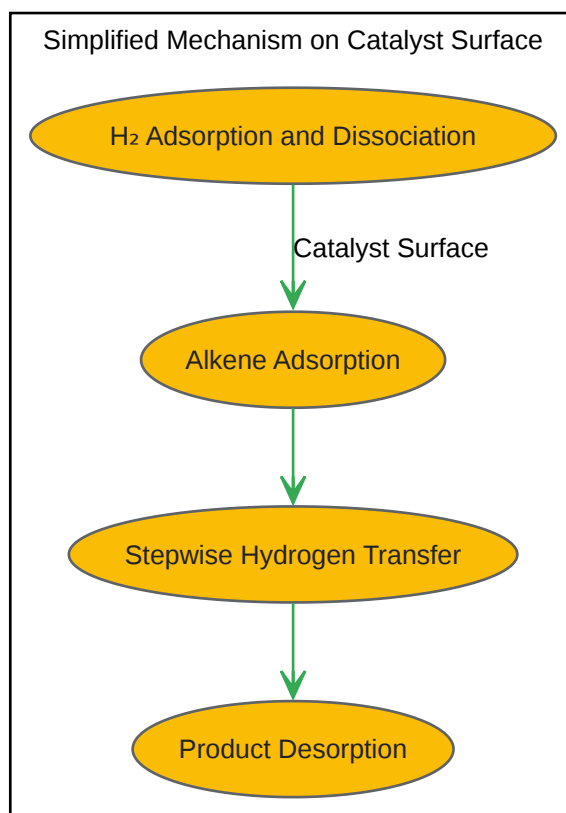 Simplified Mechanism on Catalyst Surface
H₂ Adsorption and Dissociation
Catalyst Surface
Alkene Adsorption
Stepwise Hydrogen Transfer
Product Desorption